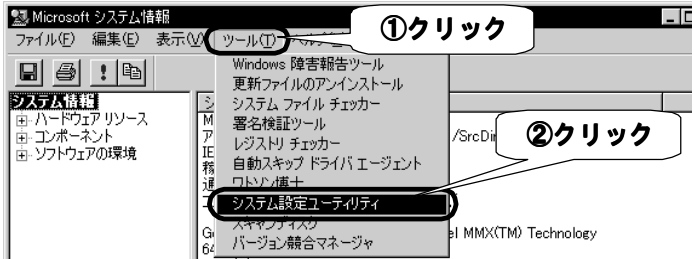 Microsoft システム情報
ファイル(F) 編集(E) 表示(V) ツール(T)
①クリック
Windows 障害報告ツール
更新ファイルのアンインストール
システム ファイル チェッカー
署名検証ツール
レジストリ チェッカー
自動スキップ ドライバ エージェント
ワトソン博士
システム設定ユーティリティ
スキャンディスク
バージョン競合マネージャ
②クリック
システム情報
ハードウェア リソース
コンポーネント
ソフトウェアの環境
/SrcDir
el MMX(TM) Technology
64